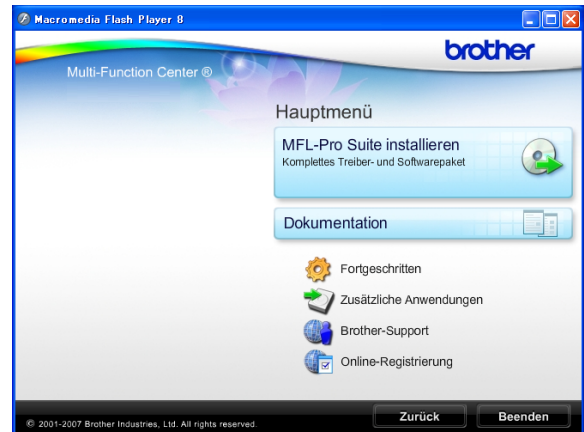 Macromedia Flash Player 8
brother
Multi-Function Center ®
Hauptmenü
MFL-Pro Suite installieren
Komplettes Treiber- und Softwarepaket
Dokumentation
Fortgeschritten
Zusätzliche Anwendungen
Brother-Support
Online-Registrierung
© 2001-2007 Brother Industries, Ltd. All rights reserved.
Zurück
Beenden